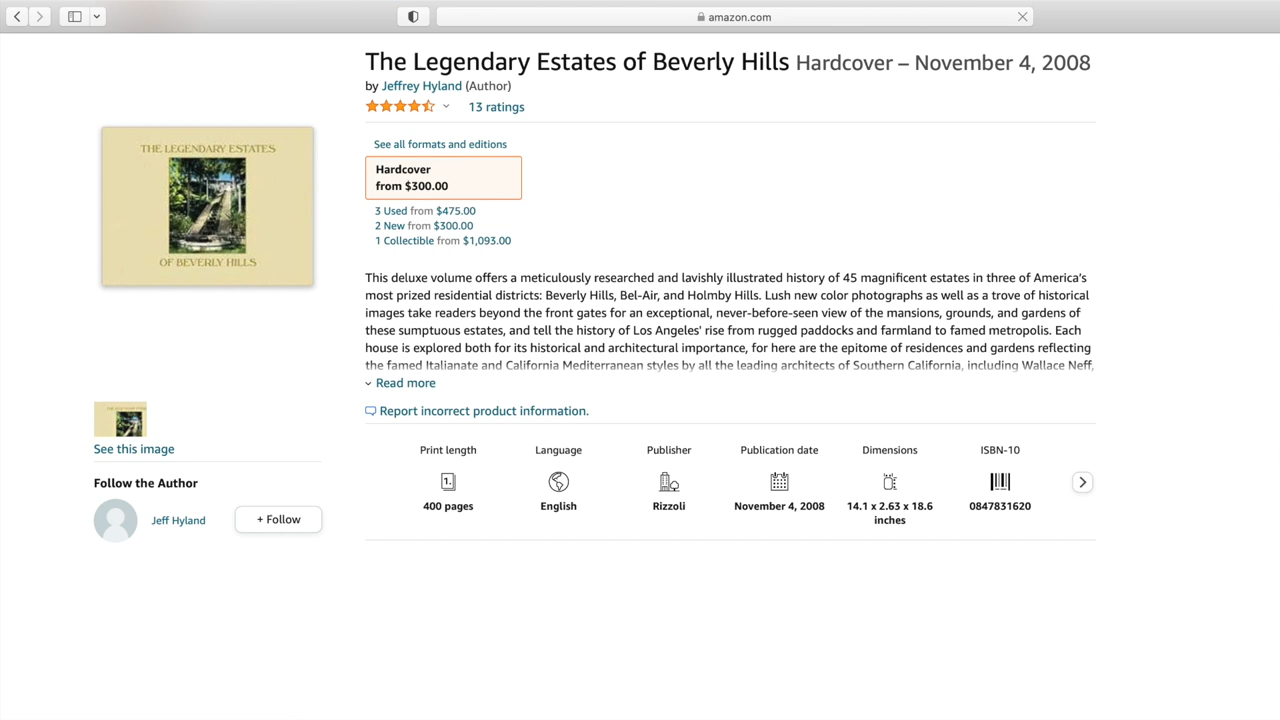 amazon.com
The Legendary Estates of Beverly Hills Hardcover – November 4, 2008
by Jeffrey Hyland (Author)
13 ratings
THE LEGENDARY ESTATES
OF BEVERLY HILLS
See all formats and editions
Hardcover
from $300.00
3 Used from $475.00
2 New from $300.00
1 Collectible from $1,093.00
This deluxe volume offers a meticulously researched and lavishly illustrated history of 45 magnificent estates in three of America's
most prized residential districts: Beverly Hills, Bel-Air, and Holmby Hills. Lush new color photographs as well as a trove of historical
images take readers beyond the front gates for an exceptional, never-before-seen view of the mansions, grounds, and gardens of
these sumptuous estates, and tell the history of Los Angeles' rise from rugged paddocks and farmland to famed metropolis. Each
house is explored both for its historical and architectural importance, for here are the epitome of residences and gardens reflecting
the famed Italianate and California Mediterranean styles by all the leading architects of Southern California, including Wallace Neff,
Read more
Report incorrect product information.
See this image
Follow the Author
Jeff Hyland
+ Follow
Print length
1.
400 pages
Language
English
Publisher
Rizzoli
Publication date
November 4, 2008
Dimensions
14.1 x 2.63 x 18.6
inches
ISBN-10
0847831620